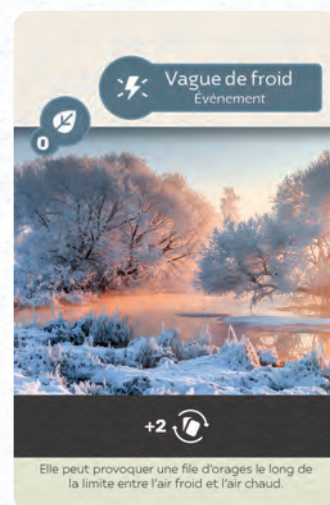 Vague de froid
Événement
0
+2
Elle peut provoquer une file d'orages le long de
la limite entre l'air froid et l'air chaud.